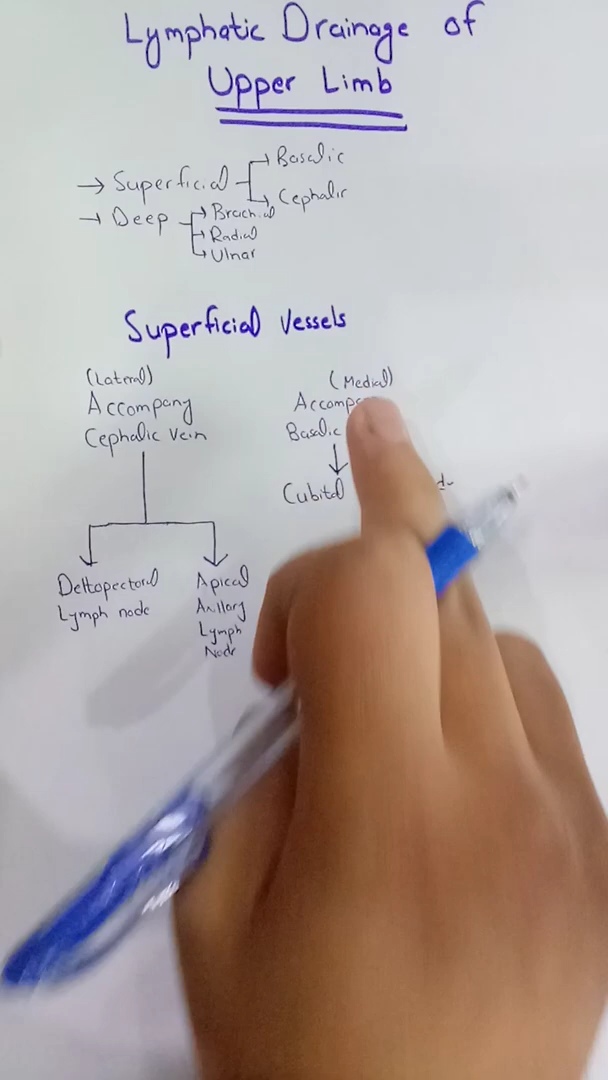 Lymphatic Drainage of
Upper Limb
→ Superficial → Basalic
→ Cephalic
→ Deep → Brachial
→ Radial
→ Ulnar
Superficial Vessels
(Lateral)
Accompany
Cephalic Vein
(Medial)
Basalic
Cubital
Deltopectoral
Lymph node
Apical
Axillary
Lymph
Node